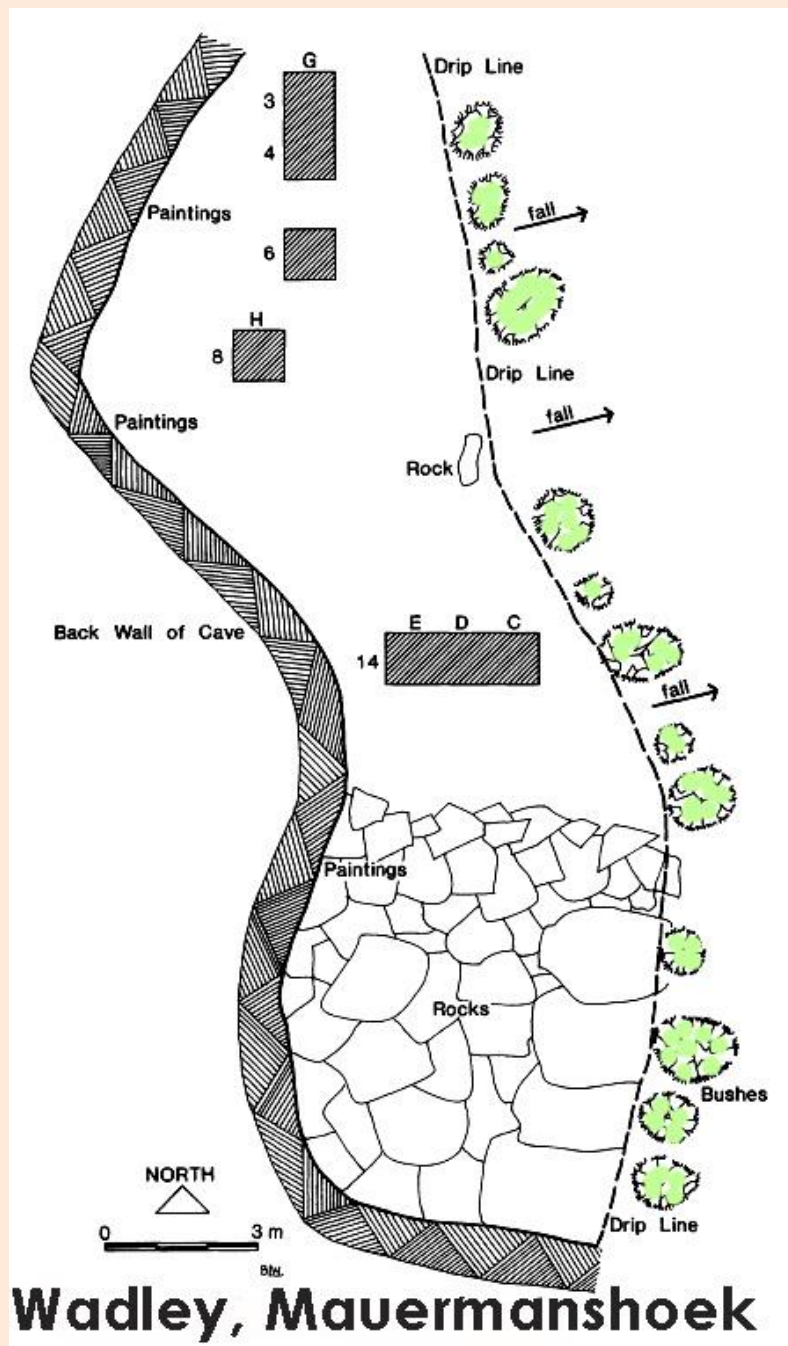 G
Drip Line
3
4
Paintings
fall
6
H
8
Drip Line
Paintings
fall
Rock
Back Wall of Cave
E D C
14
fall
Paintings
Rocks
Bushes
NORTH
Drip Line
0 3 m
Wadley, Mauermanshoek